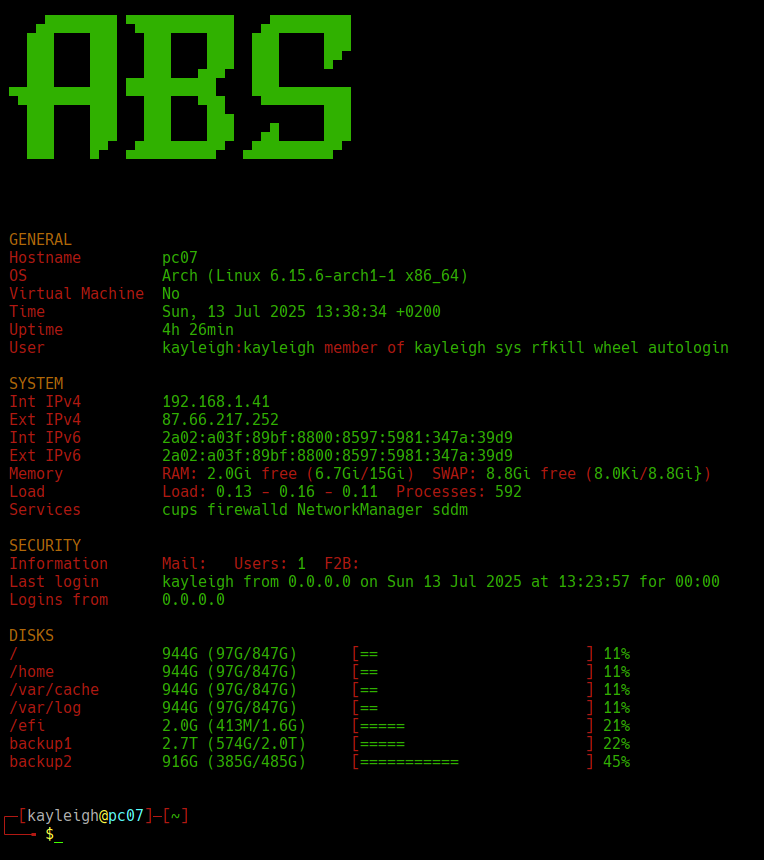 ABS
GENERAL
Hostname pc07
OS Arch (Linux 6.15.6-arch1-1 x86_64)
Virtual Machine No
Time Sun, 13 Jul 2025 13:38:34 +0200
Uptime 4h 26min
User kayleigh:kayleigh member of kayleigh sys rfkill wheel autologin
SYSTEM
Int IPv4 192.168.1.41
Ext IPv4 87.66.217.252
Int IPv6 2a02:a03f:89bf:8800:8597:5981:347a:39d9
Ext IPv6 2a02:a03f:89bf:8800:8597:5981:347a:39d9
Memory RAM: 2.0Gi free (6.7Gi/15Gi) SWAP: 8.8Gi free (8.0Ki/8.8Gi})
Load Load: 0.13 - 0.16 - 0.11 Processes: 592
Services cups firewalld NetworkManager sddm
SECURITY
Information Mail: Users: 1 F2B:
Last login kayleigh from 0.0.0.0 on Sun 13 Jul 2025 at 13:23:57 for 00:00
Logins from 0.0.0.0
DISKS
/ 944G (97G/847G) [== ] 11%
/home 944G (97G/847G) [== ] 11%
/var/cache 944G (97G/847G) [== ] 11%
/var/log 944G (97G/847G) [== ] 11%
/efi 2.0G (413M/1.6G) [===== ] 21%
backup1 2.7T (574G/2.0T) [===== ] 22%
backup2 916G (385G/485G) [=========== ] 45%
┌─[kayleigh@pc07]─[~]
└──╼ $_